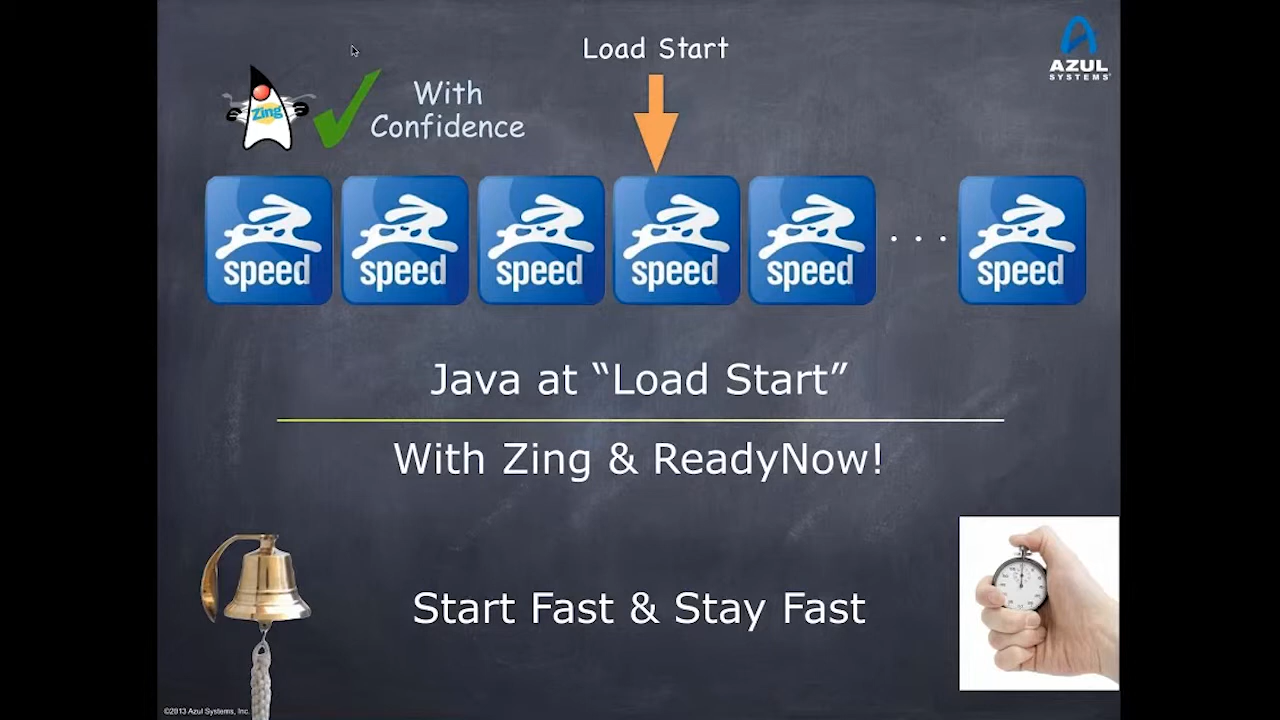 Load Start
AZUL
SYSTEMS
Zing
With
Confidence
speed
speed
speed
speed
speed
. . .
speed
Java at “Load Start”
With Zing & ReadyNow!
Start Fast & Stay Fast
©2013 Azul Systems, Inc.